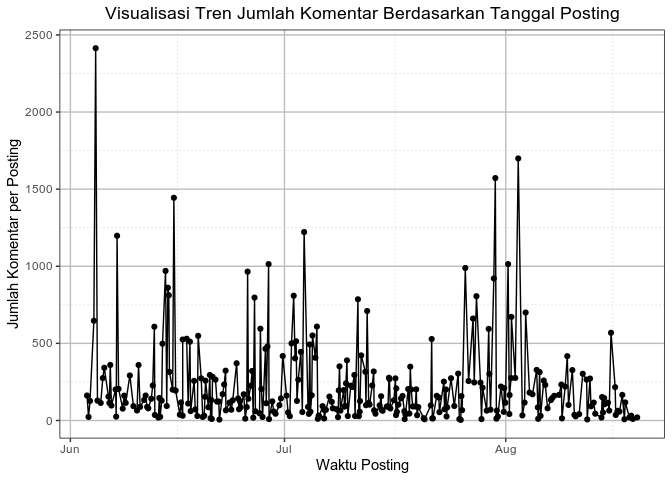 Visualisasi Tren Jumlah Komentar Berdasarkan Tanggal Posting
Jumlah Komentar per Posting
2500
2000
1500
1000
500
0
Jun
Jul
Aug
Waktu Posting